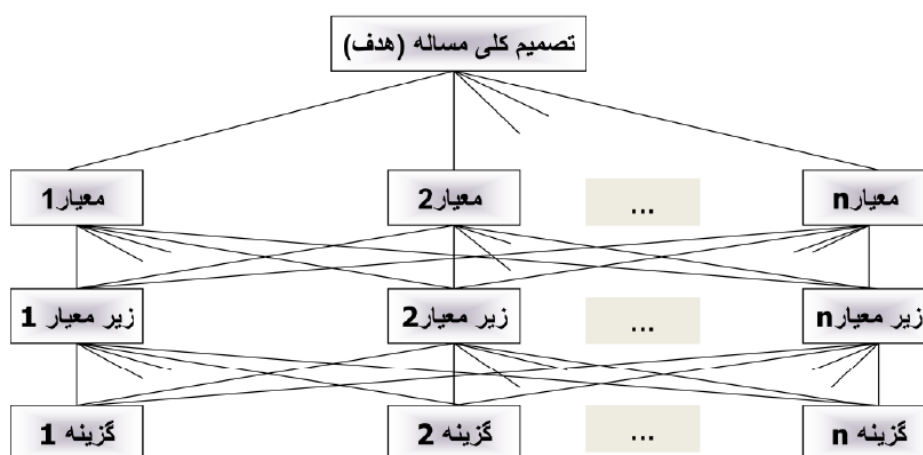 تصمیم کلی مساله (هدف)
معیار1
معیار2
...
معیارn
زیر معیار 1
زیر معیار2
...
زیر معیارn
گزینه 1
گزینه 2
...
گزینه n